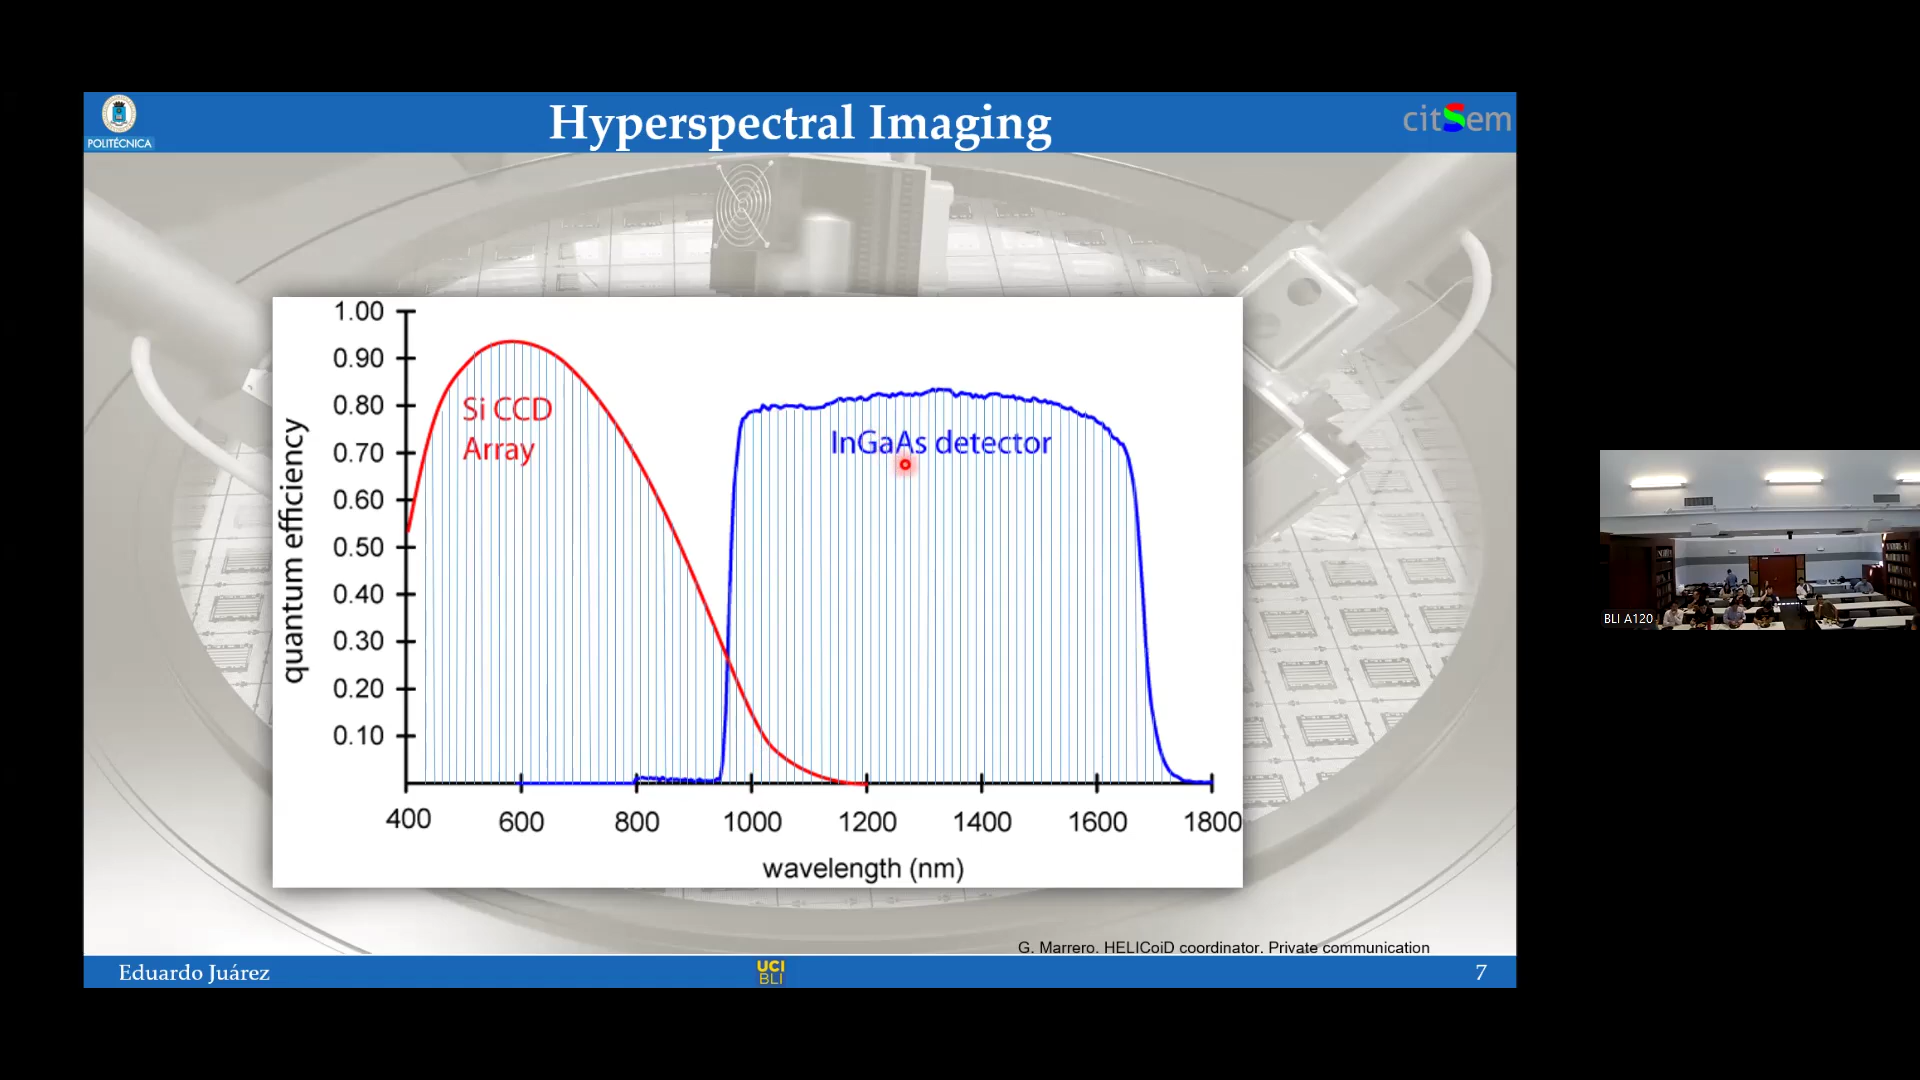 POLITÉCNICA
Hyperspectral Imaging
citSem
1.00
0.90
0.80
0.70
0.60
0.50
0.40
0.30
0.20
0.10
quantum efficiency
Si CCD
Array
InGaAs detector
400 600 800 1000 1200 1400 1600 1800
wavelength (nm)
G. Marrero. HELICoiD coordinator. Private communication
Eduardo Juárez
UCI
BLI
7
BLI A120